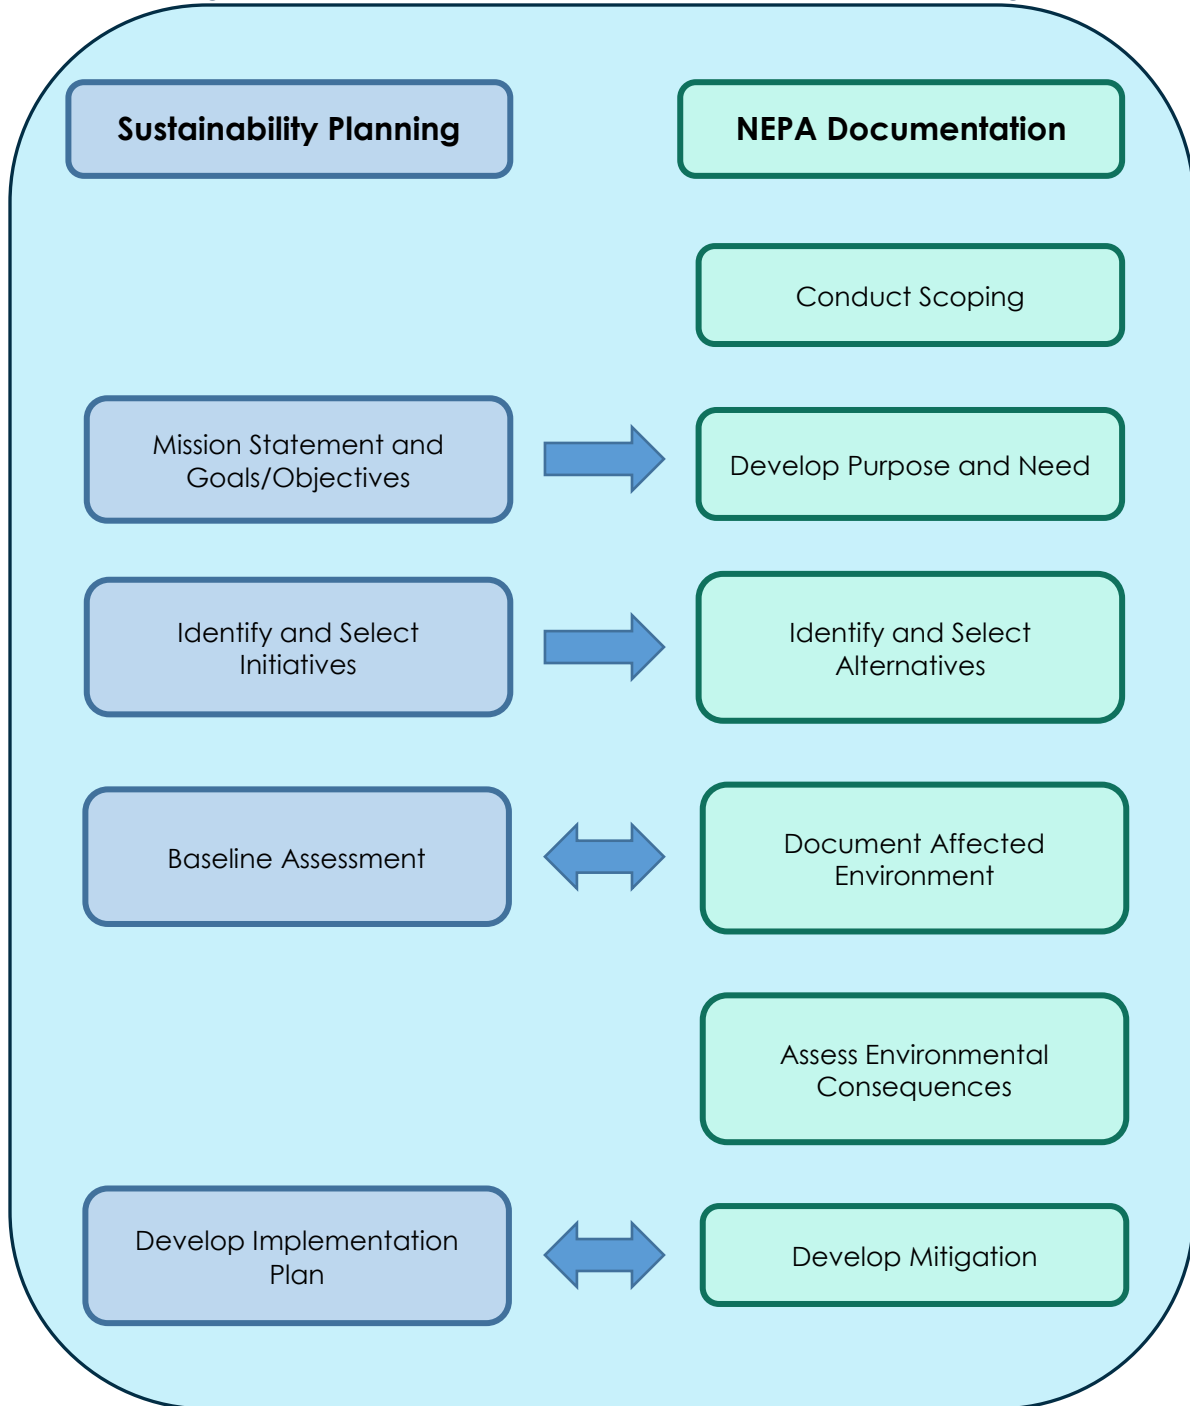 Sustainability Planning
NEPA Documentation
Conduct Scoping
Mission Statement and
Goals/Objectives
Develop Purpose and Need
Identify and Select
Initiatives
Identify and Select
Alternatives
Baseline Assessment
Document Affected
Environment
Assess Environmental
Consequences
Develop Implementation
Plan
Develop Mitigation